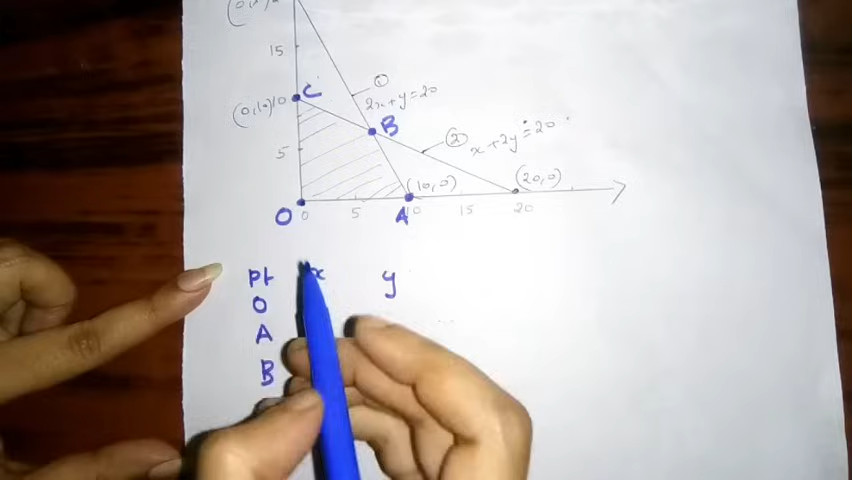 15
C
(0,10) 10
①
2x+y=20
B
② x+2y=20
5
(10,0)
(20,0)
O 0 5 A 10 15 20
Pt x y
O
A
B